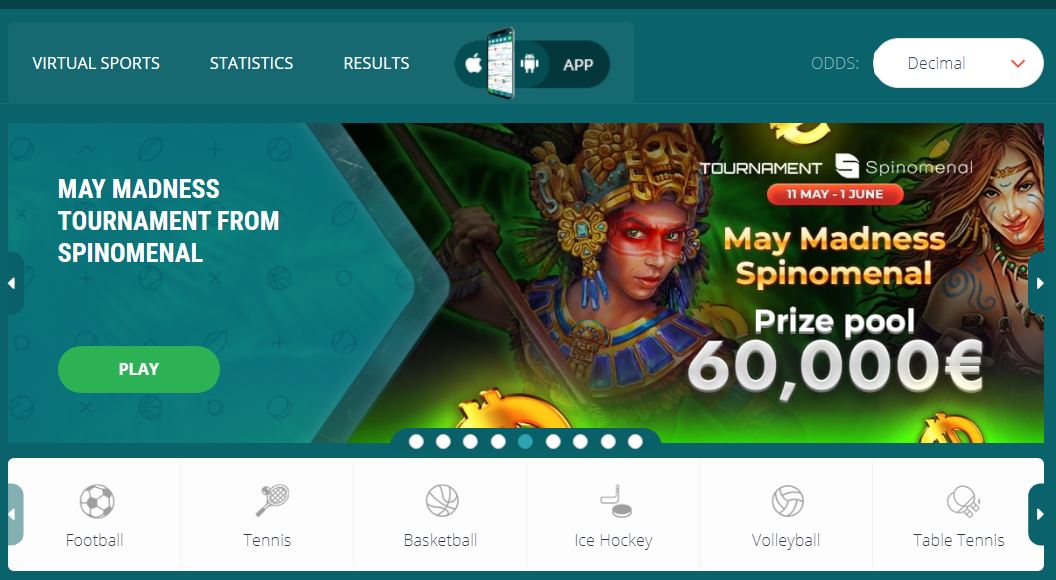 VIRTUAL SPORTS STATISTICS RESULTS APP ODDS: Decimal
MAY MADNESS
TOURNAMENT FROM
SPINOMENAL
PLAY
TOURNAMENT Spinomenal
11 MAY - 1 JUNE
May Madness
Spinomenal
Prize pool
60,000€
Football Tennis Basketball Ice Hockey Volleyball Table Tennis